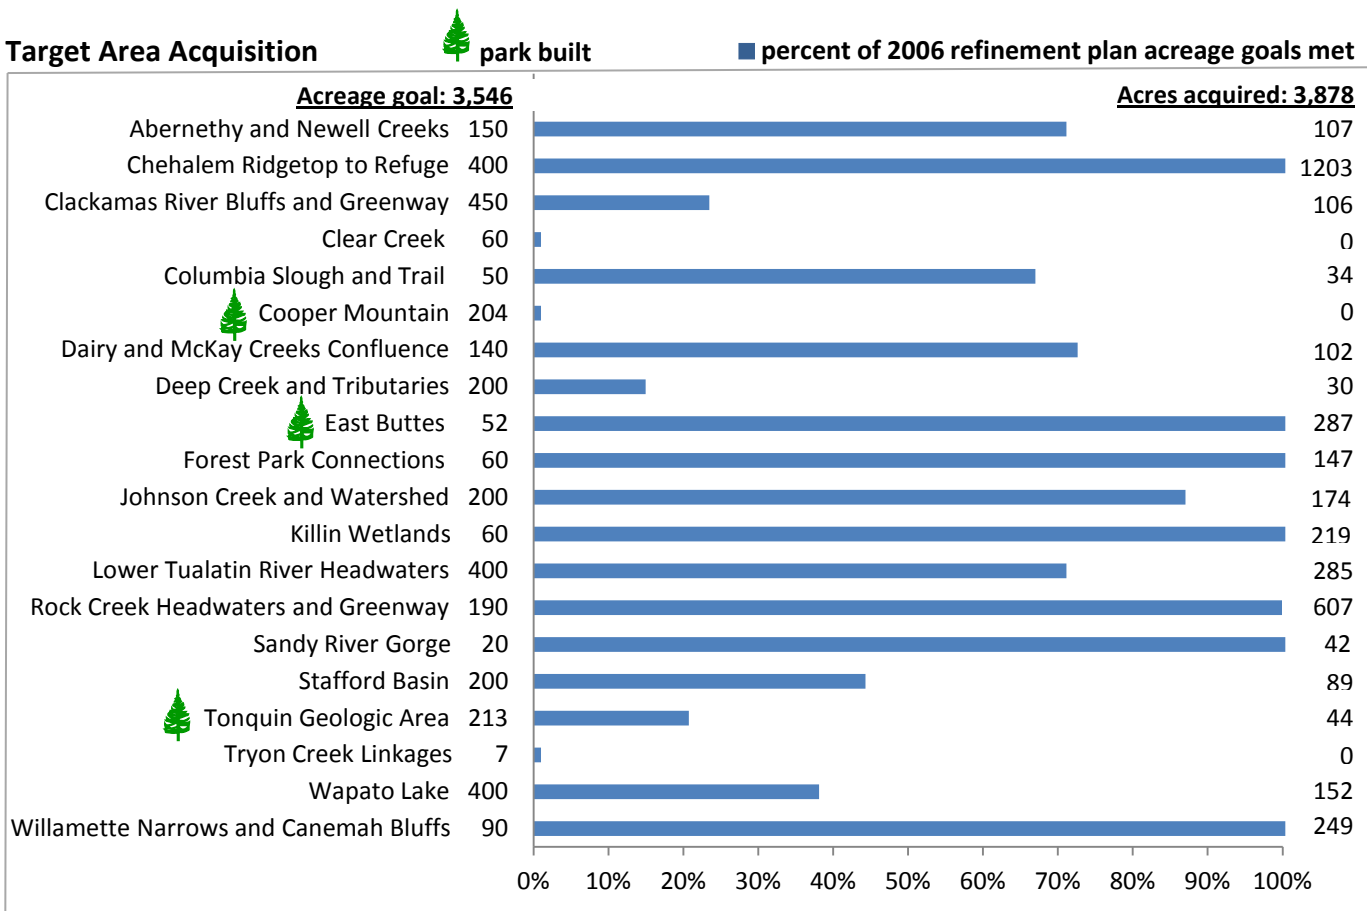 Target Area Acquisition park built percent of 2006 refinement plan acreage goals met
Acreage goal: 3,546 Acres acquired: 3,878
Abernethy and Newell Creeks 150 107
Chehalem Ridgetop to Refuge 400 1203
Clackamas River Bluffs and Greenway 450 106
Clear Creek 60 0
Columbia Slough and Trail 50 34
Cooper Mountain 204 0
Dairy and McKay Creeks Confluence 140 102
Deep Creek and Tributaries 200 30
East Buttes 52 287
Forest Park Connections 60 147
Johnson Creek and Watershed 200 174
Killin Wetlands 60 219
Lower Tualatin River Headwaters 400 285
Rock Creek Headwaters and Greenway 190 607
Sandy River Gorge 20 42
Stafford Basin 200 89
Tonquin Geologic Area 213 44
Tryon Creek Linkages 7 0
Wapato Lake 400 152
Willamette Narrows and Canemah Bluffs 90 249
0% 10% 20% 30% 40% 50% 60% 70% 80% 90% 100%